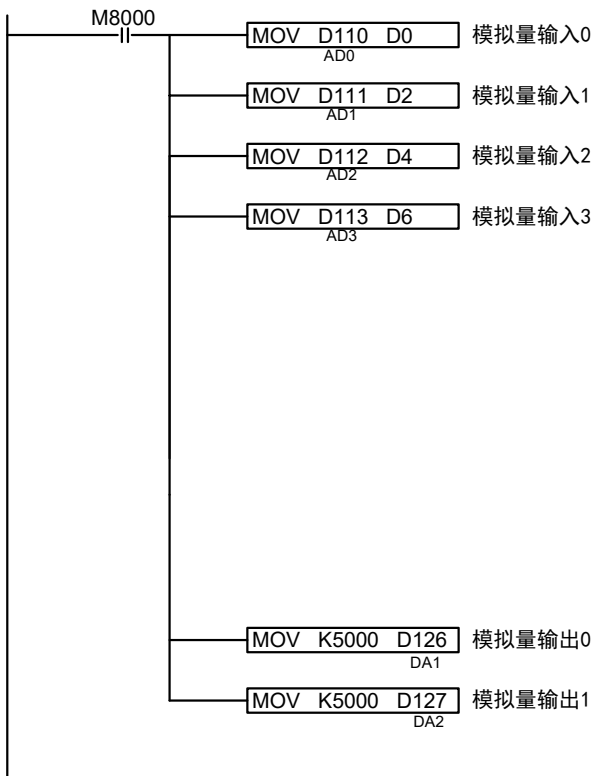 M8000
MOV D110 D0 模拟量输入0
AD0
MOV D111 D2 模拟量输入1
AD1
MOV D112 D4 模拟量输入2
AD2
MOV D113 D6 模拟量输入3
AD3
MOV K5000 D126 模拟量输出0
DA1
MOV K5000 D127 模拟量输出1
DA2